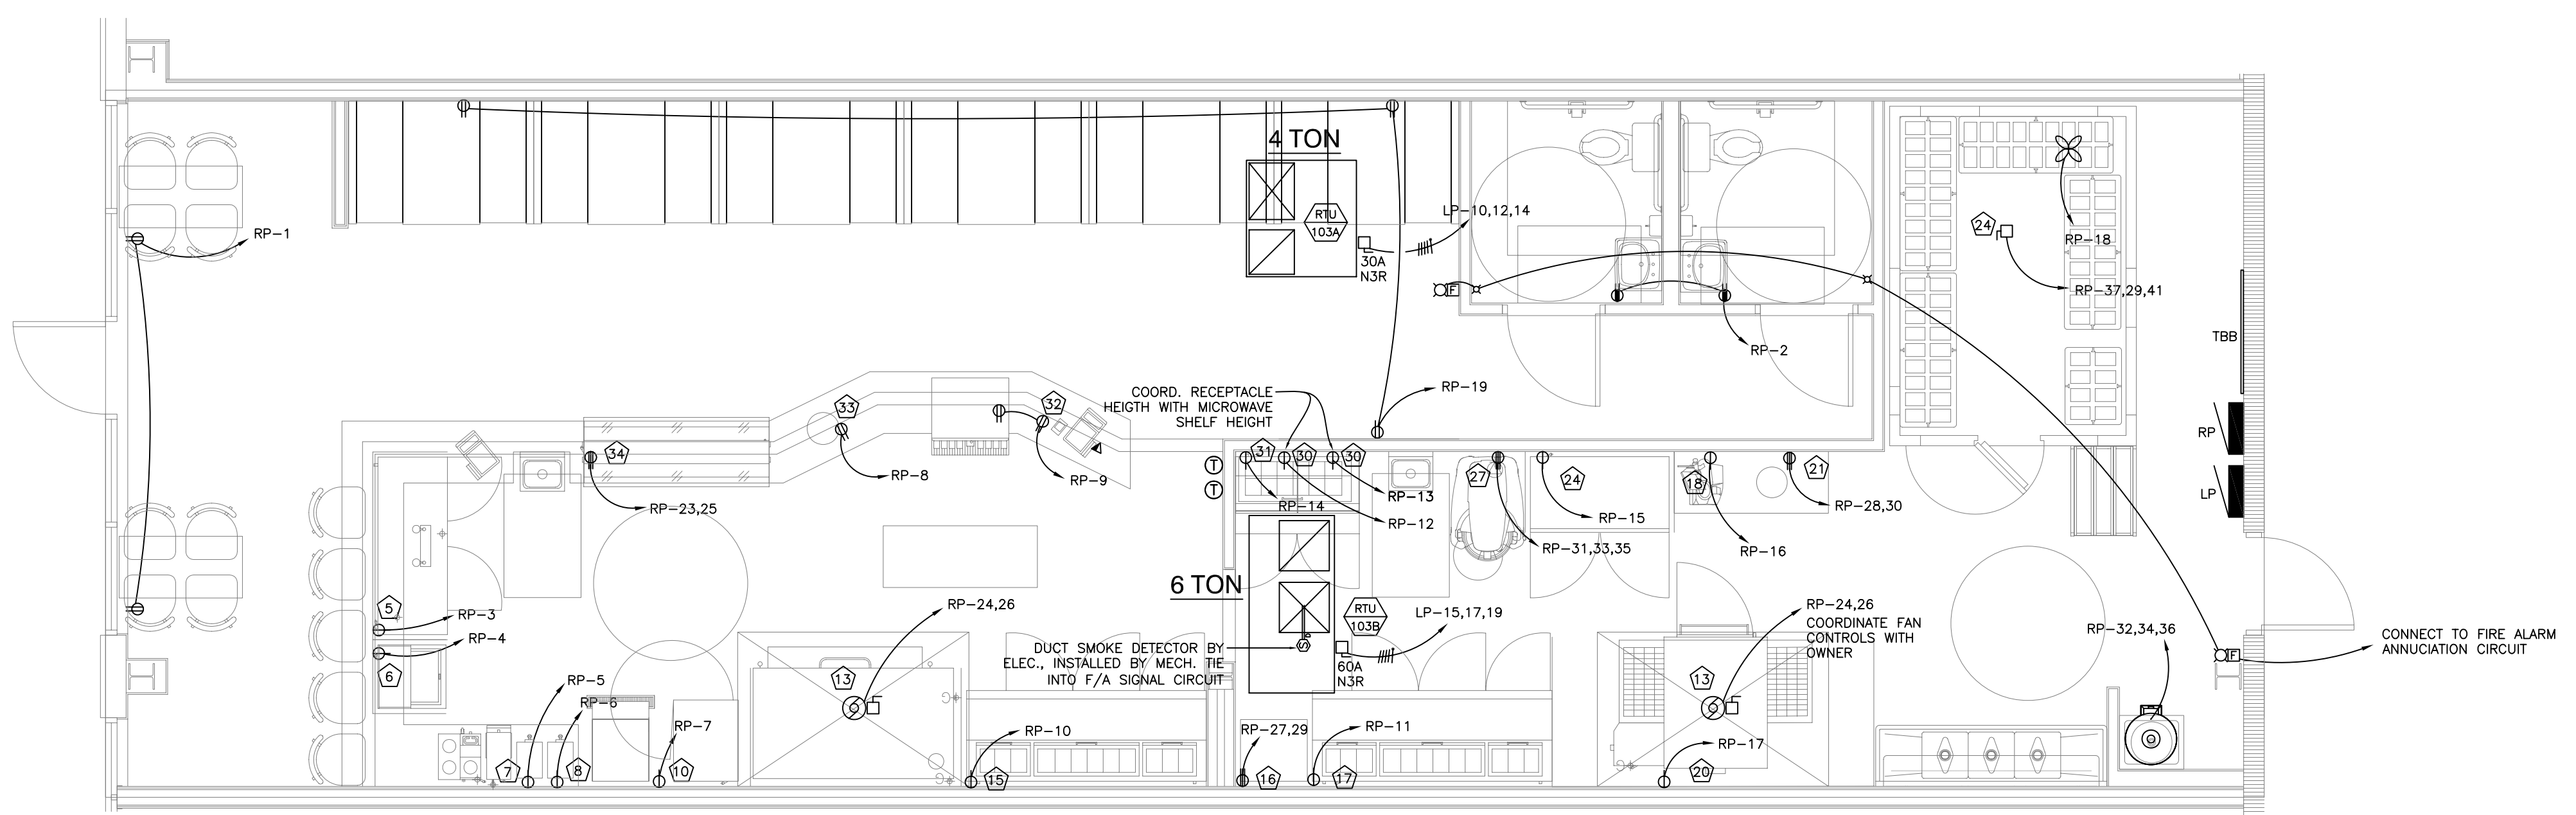 4 TON
RTU
103A
30A
N3R
LP-10,12,14
RP-1
24
RP-18
RP-37,29,41
TBB
RP-2
COORD. RECEPTACLE
HEIGTH WITH MICROWAVE
SHELF HEIGHT
RP-19
33
32
RP-8
RP-9
34
RP-23,25
T
T
31
30
30
RP-14
RP-13
RP-12
27
RP-31,33,35
24
RP-15
18
RP-16
21
RP-28,30
RP
LP
5
RP-3
RP-4
6
RP-5
RP-6
RP-7
7
8
10
RP-24,26
13
6 TON
RTU
103B
LP-15,17,19
DUCT SMOKE DETECTOR BY
ELEC., INSTALLED BY MECH. TIE
INTO F/A SIGNAL CIRCUIT
S
60A
N3R
RP-10
15
RP-27,29
16
RP-11
17
RP-24,26
COORDINATE FAN
CONTROLS WITH
OWNER
13
RP-17
20
RP-32,34,36
F
F
CONNECT TO FIRE ALARM
ANNUCIATION CIRCUIT